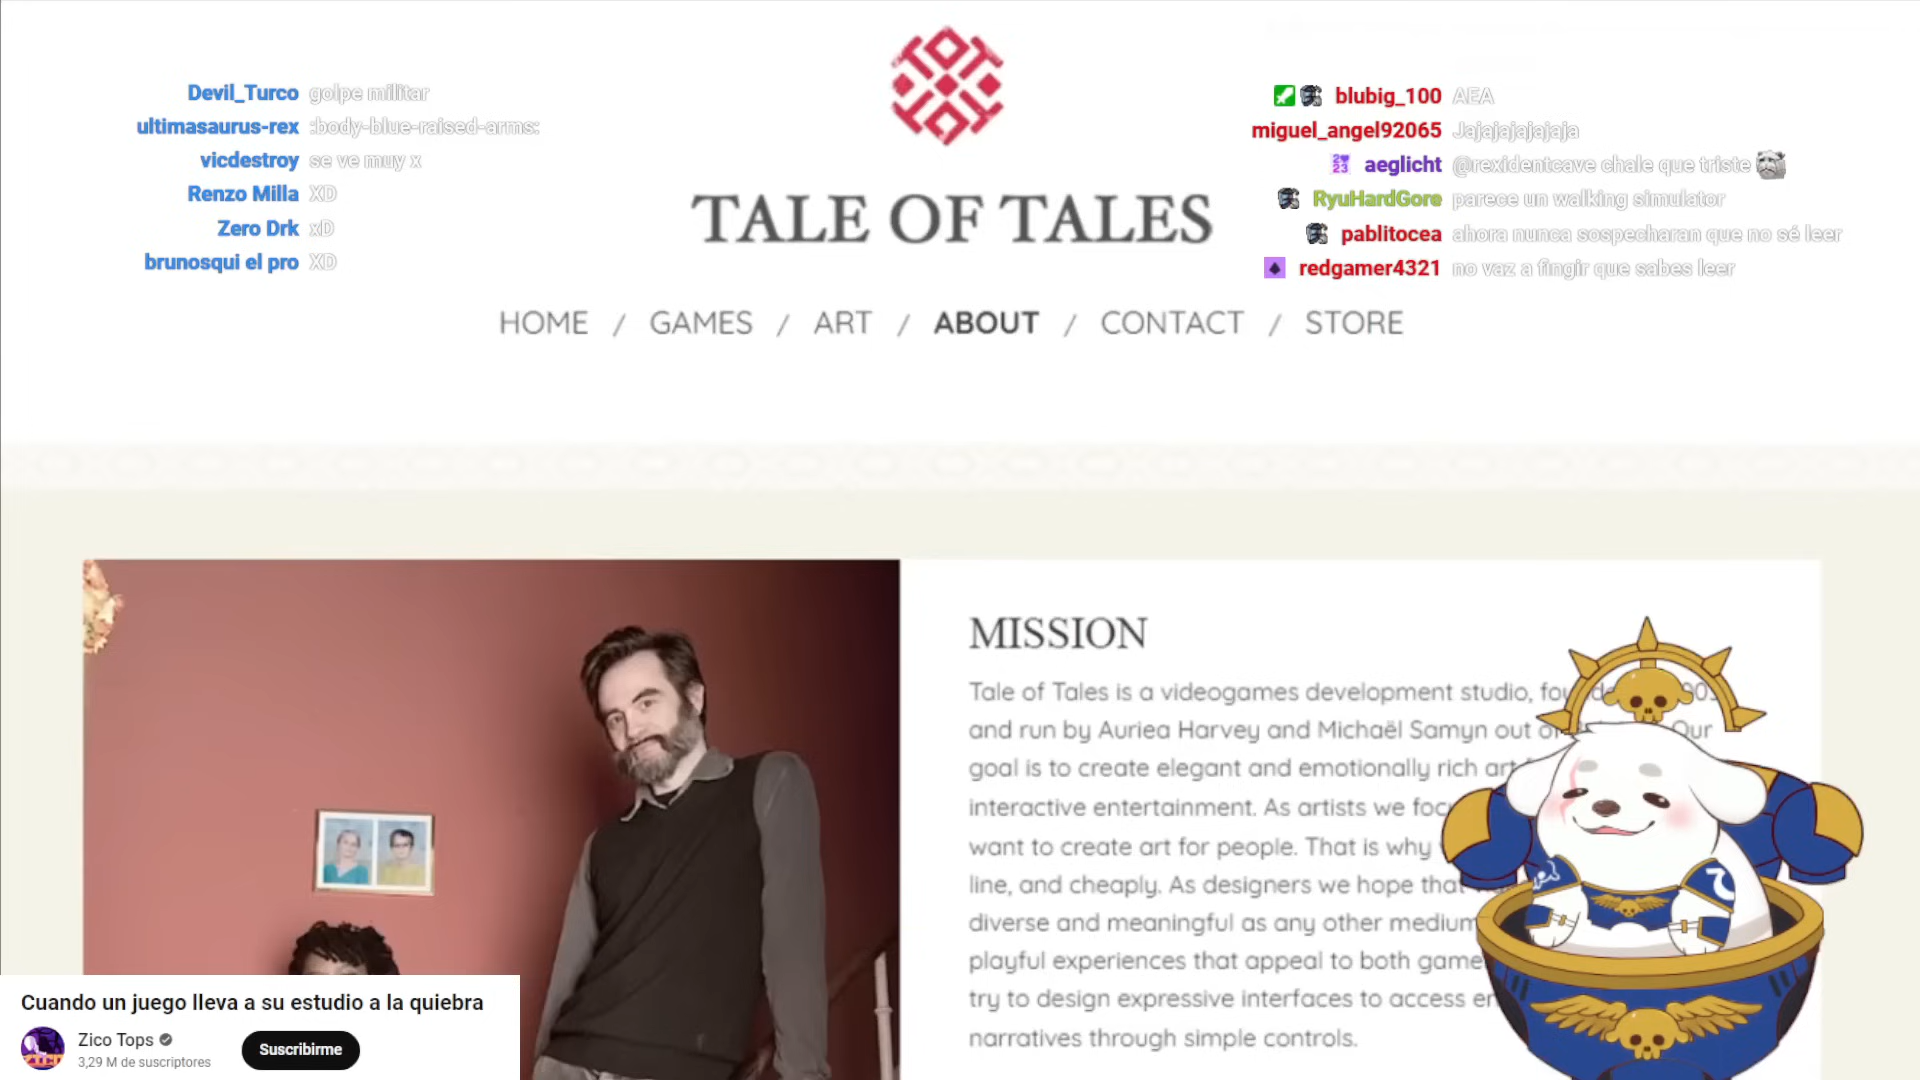 TALE OF TALES
Devil_Turco golpe militar
ultimasaurus-rex :body-blue-raised-arms:
vicdestroy se ve muy x
Renzo Milla XD
Zero Drk xD
brunosqui el pro XD
blubig_100 AEA
miguel_angel92065 Jajajajajajaja
aeglicht @rexidentcave chale que triste
RyuHardGore parece un walking simulator
pablitocea ahora nunca sospecharan que no sé leer
redgamer4321 no vaz a fingir que sabes leer
HOME / GAMES / ART / ABOUT / CONTACT / STORE
MISSION
Tale of Tales is a videogames development studio,
and run by Auriea Harvey and Michaël Samyn out Our
goal is to create elegant and emotionally rich
interactive entertainment. As artists we
want to create art for people. That is why
line, and cheaply. As designers we hope that
diverse and meaningful as any other medium
playful experiences that appeal to both
try to design expressive interfaces to access
narratives through simple controls.
Cuando un juego lleva a su estudio a la quiebra
Zico Tops
3,29 M de suscriptores
Suscribirme